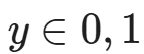 y ∈ 0, 1